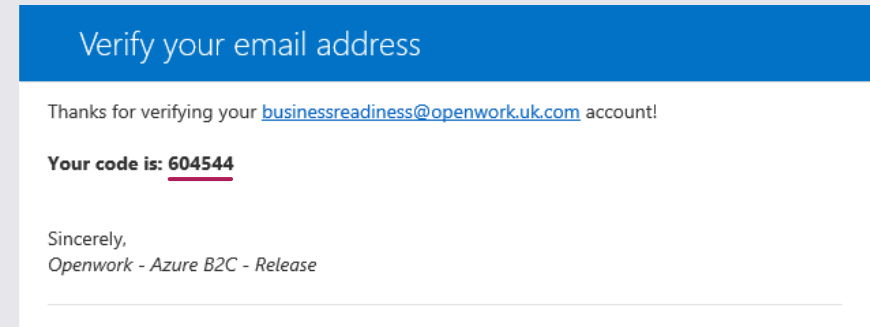 Verify your email address
Thanks for verifying your businessreadiness@openwork.uk.com account!
Your code is: 604544
Sincerely,
Openwork - Azure B2C - Release